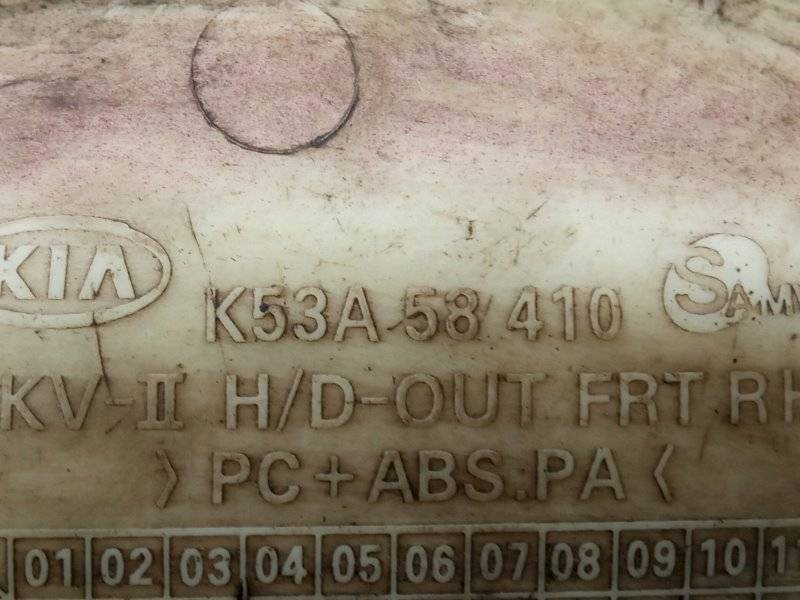 KIA
K53A 58 410
KV-II H/D-OUT FRT RH
>PC+ABS.PA<
01 02 03 04 05 06 07 08 09 10